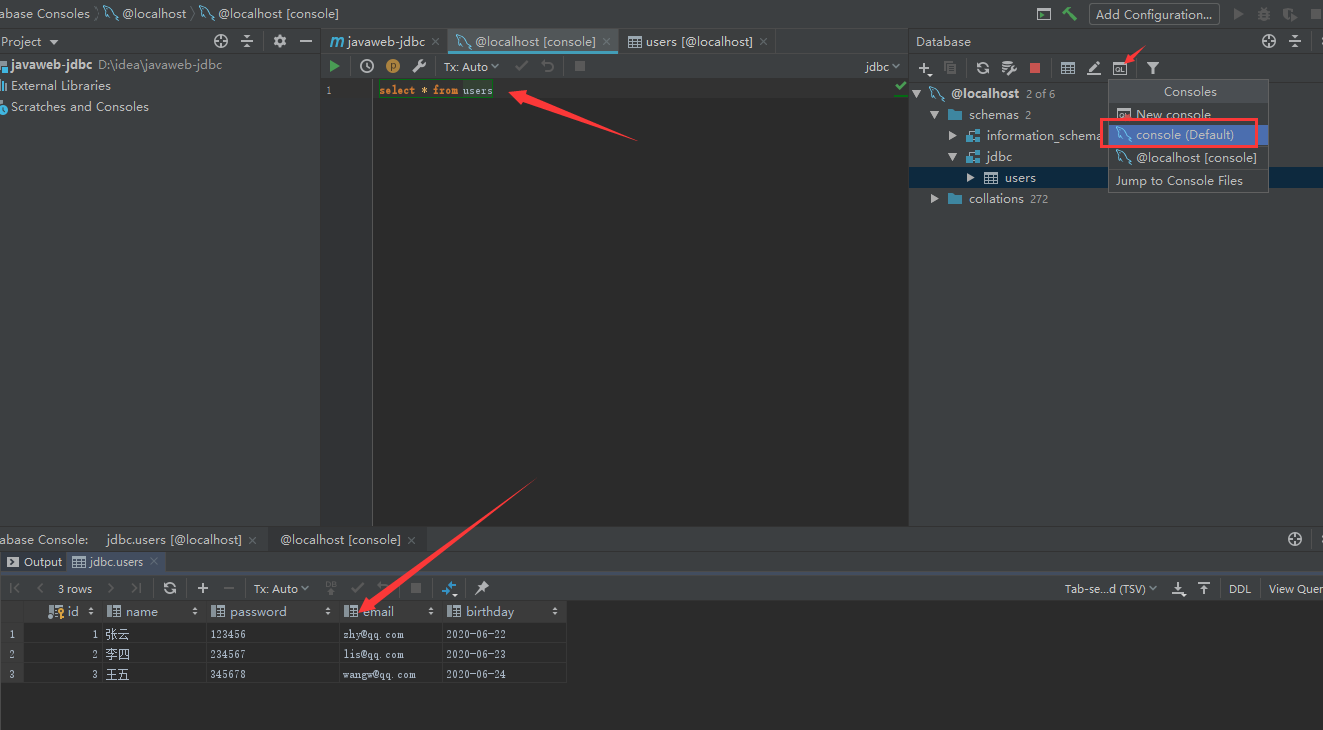 abase Consoles @localhost @localhost [console]
Add Configuration...
Project
javaweb-jdbc D:\idea\javaweb-jdbc
External Libraries
Scratches and Consoles
javaweb-jdbc
@localhost [console]
users [@localhost]
Tx: Auto
jdbc
1 select * from users
Database
@localhost 2 of 6
schemas 2
information_schema
jdbc
users
collations 272
QL
Consoles
New console
console (Default)
@localhost [console]
Jump to Console Files
abase Console: jdbc.users [@localhost] @localhost [console]
Output jdbc.users
3 rows Tx: Auto DB Tab-se...d (TSV) DDL View Quer
id name password email birthday
1 1 张云 123456 zhy@qq.com 2020-06-22
2 2 李四 234567 lis@qq.com 2020-06-23
3 3 王五 345678 wangw@qq.com 2020-06-24